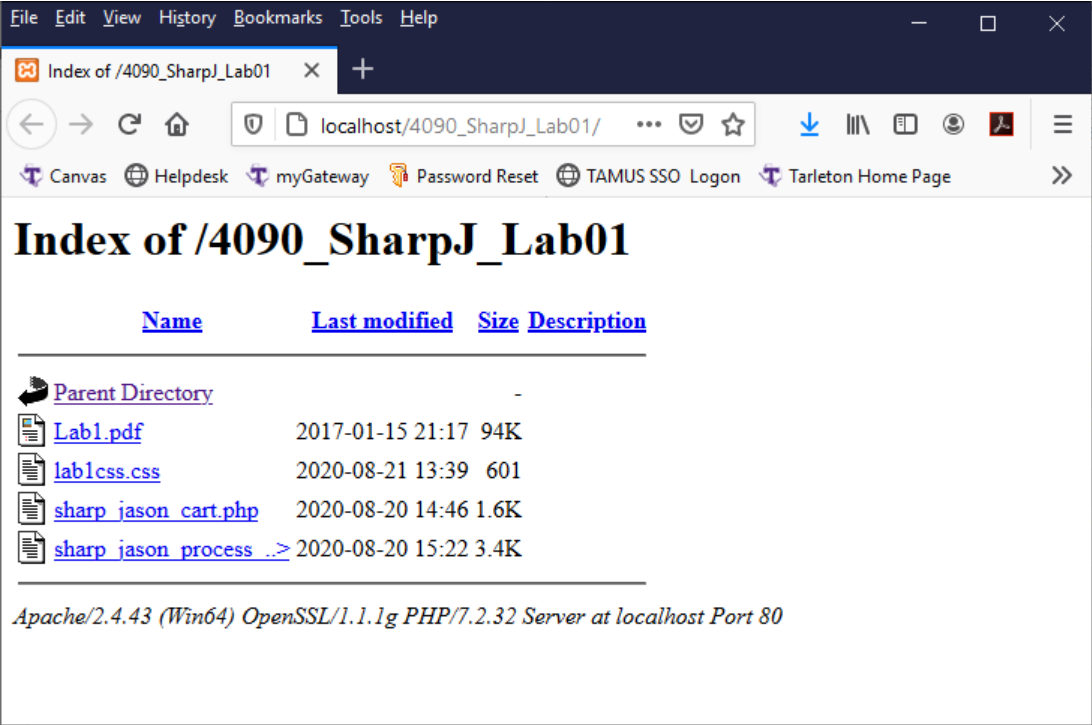 File Edit View History Bookmarks Tools Help
Index of /4090_SharpJ_Lab01
localhost/4090_SharpJ_Lab01/
Canvas Helpdesk myGateway Password Reset TAMUS SSO Logon Tarleton Home Page
Index of /4090_SharpJ_Lab01
Name Last modified Size Description
Parent Directory -
Lab1.pdf 2017-01-15 21:17 94K
lab1css.css 2020-08-21 13:39 601
sharp_jason_cart.php 2020-08-20 14:46 1.6K
sharp_jason_process_..> 2020-08-20 15:22 3.4K
Apache/2.4.43 (Win64) OpenSSL/1.1.1g PHP/7.2.32 Server at localhost Port 80